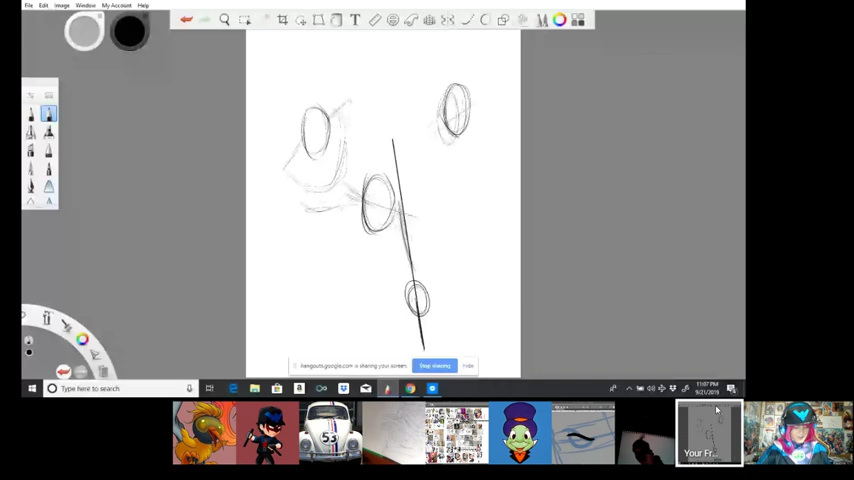 File Edit Image Window My Account Help
T
hangouts.google.com is sharing your screen. Stop sharing Hide
Type here to search
11:07 PM
9/21/2019
53
Your Fr...